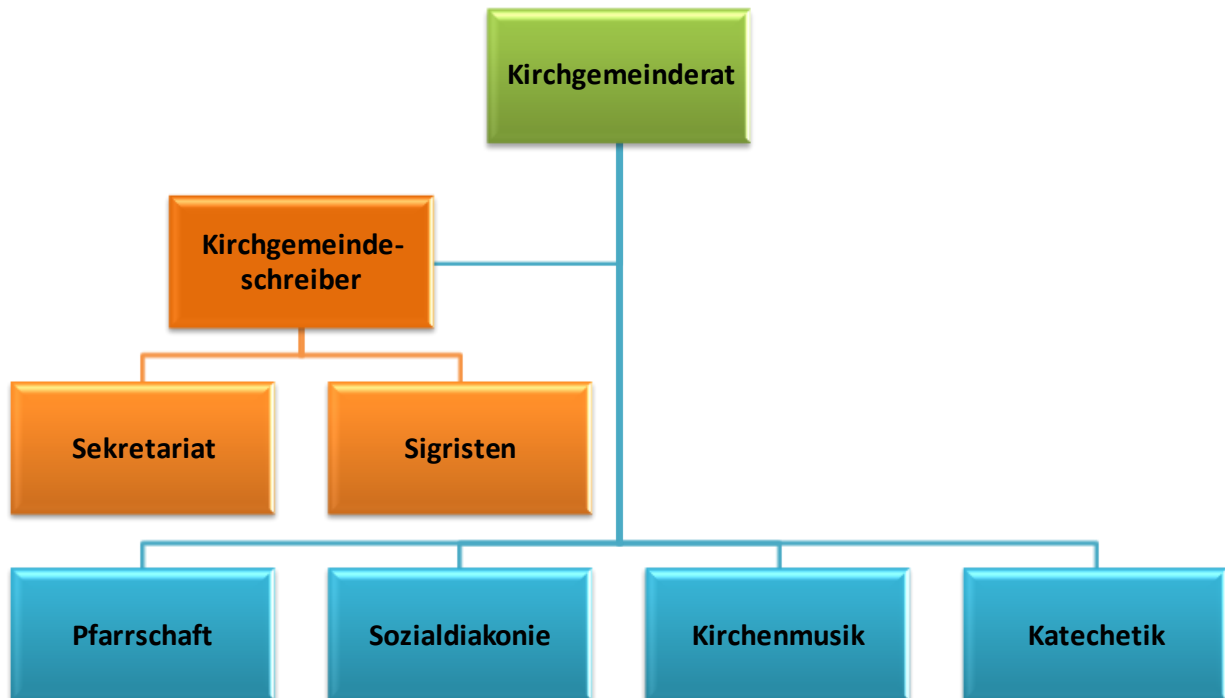 Kirchgemeinderat
Kirchgemeinde-
schreiber
Sekretariat
Sigristen
Pfarrschaft
Sozialdiakonie
Kirchenmusik
Katechetik